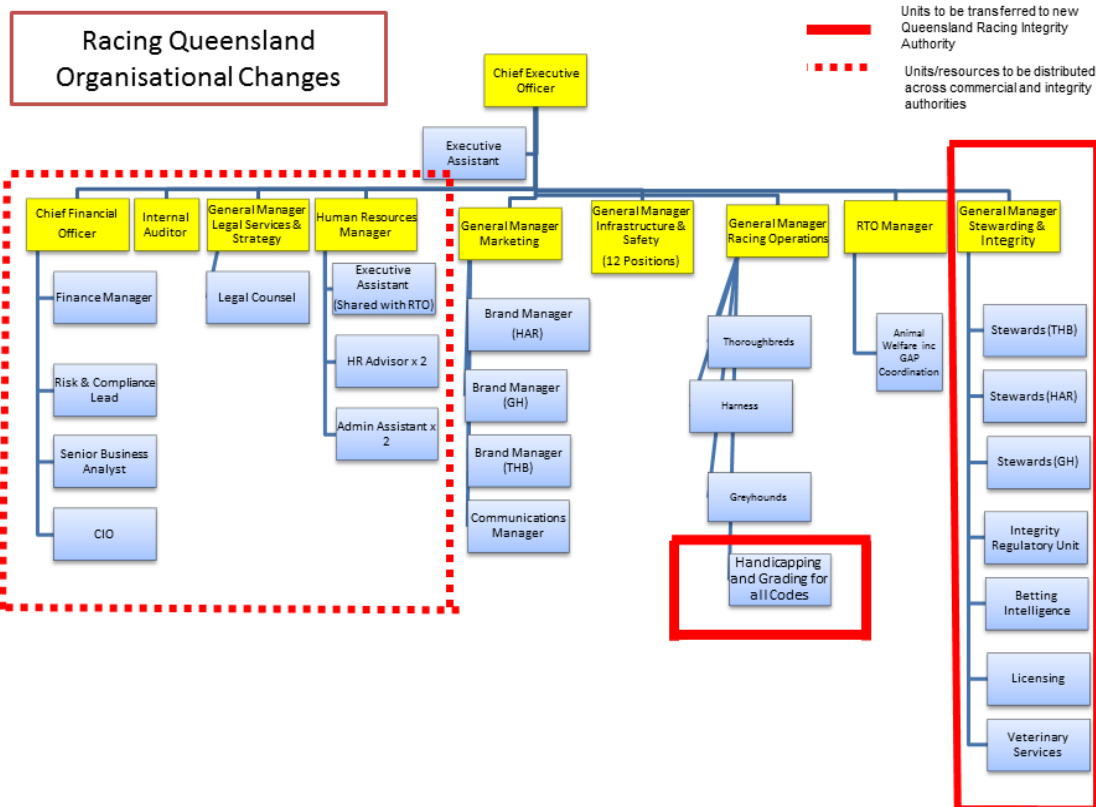 Racing Queensland
Organisational Changes
Units to be transferred to new
Queensland Racing Integrity
Authority
Units/resources to be distributed
across commercial and integrity
authorities
Chief Executive
Officer
Executive
Assistant
Chief Financial
Officer
Internal
Auditor
General Manager
Legal Services &
Strategy
Human Resources
Manager
General Manager
Marketing
General Manager
Infrastructure &
Safety
(12 Positions)
General Manager
Racing Operations
RTO Manager
General Manager
Stewarding &
Integrity
Finance Manager
Risk & Compliance
Lead
Senior Business
Analyst
CIO
Legal Counsel
Executive
Assistant
(Shared with RTO)
HR Advisor x 2
Admin Assistant x
2
Brand Manager
(HAR)
Brand Manager
(GH)
Brand Manager
(THB)
Communications
Manager
Thoroughbreds
Harness
Greyhounds
Handicapping
and Grading for
all Codes
Animal
Welfare inc
GAP
Coordination
Stewards (THB)
Stewards (HAR)
Stewards (GH)
Integrity
Regulatory Unit
Betting
Intelligence
Licensing
Veterinary
Services